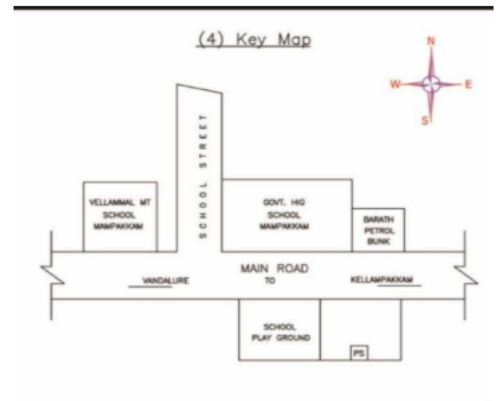 (4) Key Map
N
W
E
S
SCHOOL STREET
VELLAMMAL MT
SCHOOL
MAMPAKKAM
GOVT. HIG
SCHOOL
MAMPAKKAM
BARATH
PETROL
BUNK
MAIN ROAD
VANDALURE
TO
KELLAMPAKKAM
SCHOOL
PLAY GROUND
PS